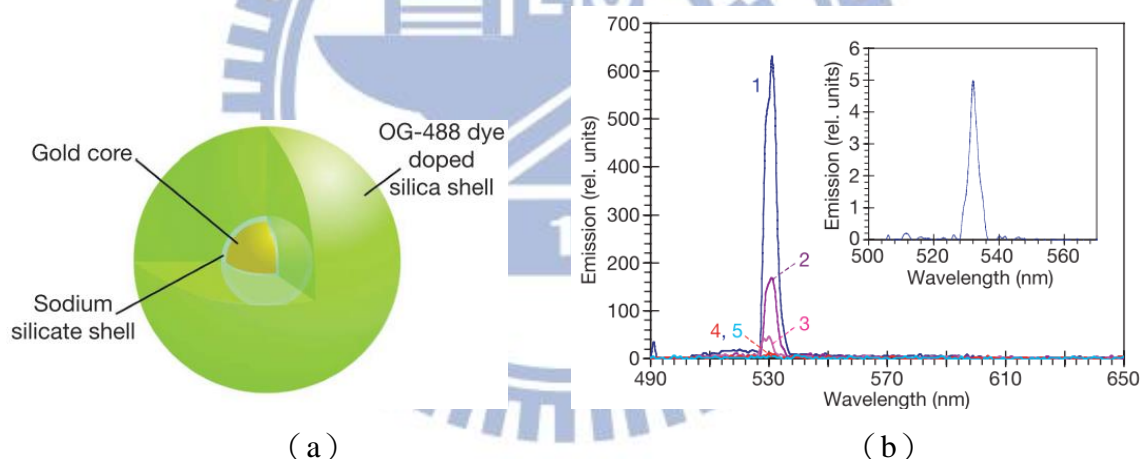 Gold core
OG-488 dye
doped
silica shell
Sodium
silicate shell
(a)
Emission (rel. units)
700
600
500
400
300
200
100
0
490
530
570
610
650
Wavelength (nm)
1
2
3
4, 5
Emission (rel. units)
6
5
4
3
2
1
0
500
520
540
560
Wavelength (nm)
(b)